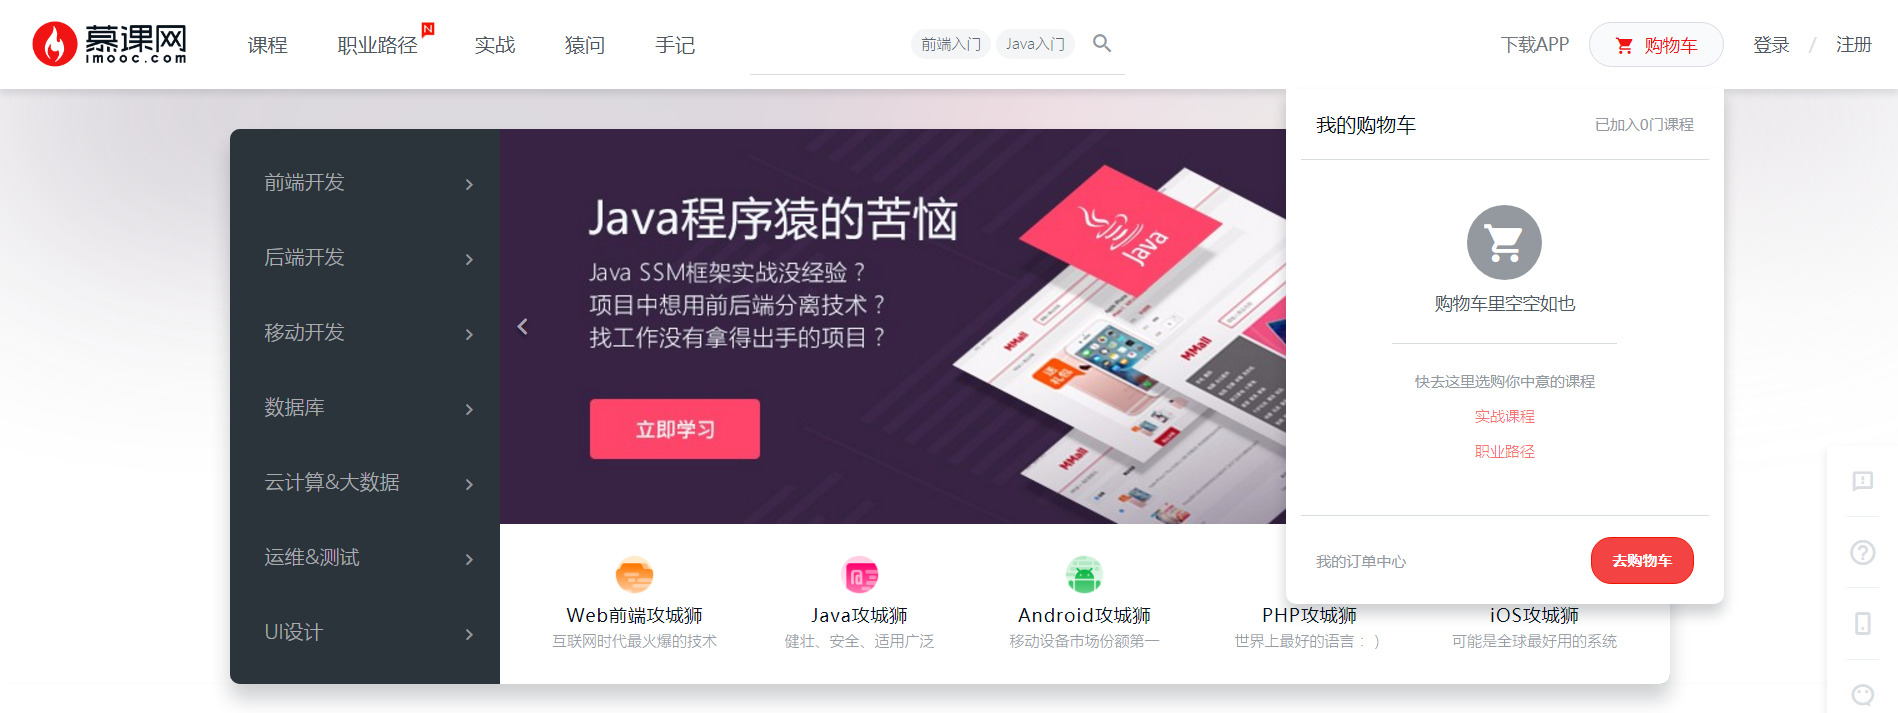 慕课网
imooc.com
课程
职业路径
N
实战
猿问
手记
前端入门
Java入门
下载APP
购物车
登录 / 注册
前端开发
后端开发
移动开发
数据库
云计算&大数据
运维&测试
UI设计
Java程序猿的苦恼
Java SSM框架实战没经验？
项目中想用前后端分离技术？
找工作没有拿得出手的项目？
立即学习
Java
MMall
MMall
MMall
我的购物车
已加入0门课程
购物车里空空如也
快去这里选购你中意的课程
实战课程
职业路径
我的订单中心
去购物车
Web前端攻城狮
互联网时代最火爆的技术
Java攻城狮
健壮、安全、适用广泛
Android攻城狮
移动设备市场份额第一
PHP攻城狮
世界上最好的语言：）
iOS攻城狮
可能是全球最好用的系统